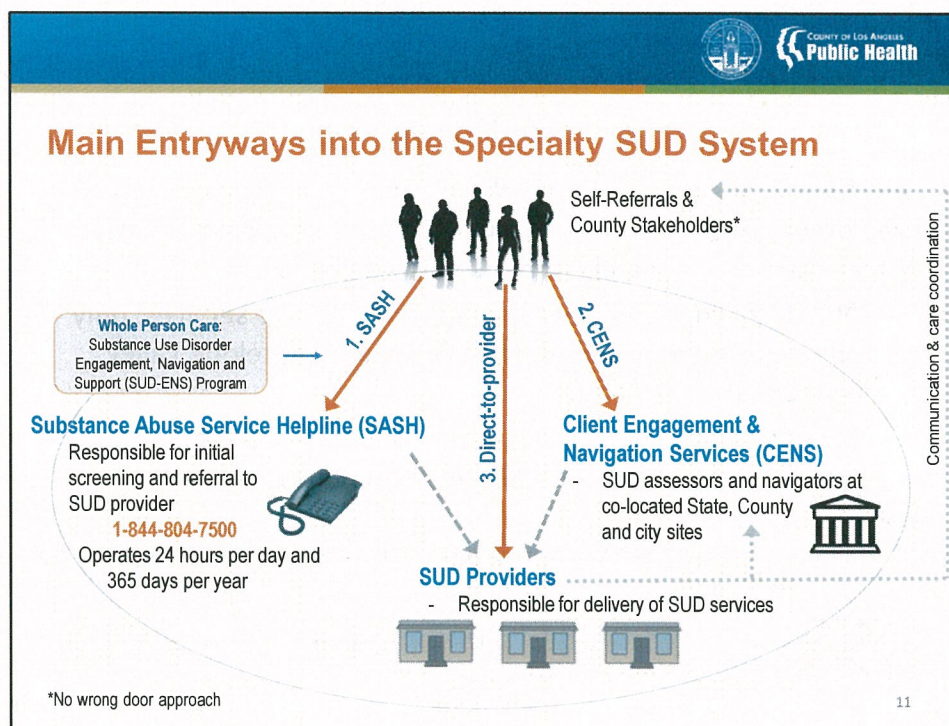 COUNTY OF LOS ANGELES
Public Health
Main Entryways into the Specialty SUD System
Self-Referrals &
County Stakeholders*
Whole Person Care:
Substance Use Disorder
Engagement, Navigation and
Support (SUD-ENS) Program
1. SASH
3. Direct-to-provider
2. CENS
Communication & care coordination
Substance Abuse Service Helpline (SASH)
Responsible for initial
screening and referral to
SUD provider
1-844-804-7500
Operates 24 hours per day and
365 days per year
Client Engagement &
Navigation Services (CENS)
- SUD assessors and navigators at
co-located State, County
and city sites
SUD Providers
- Responsible for delivery of SUD services
*No wrong door approach
11